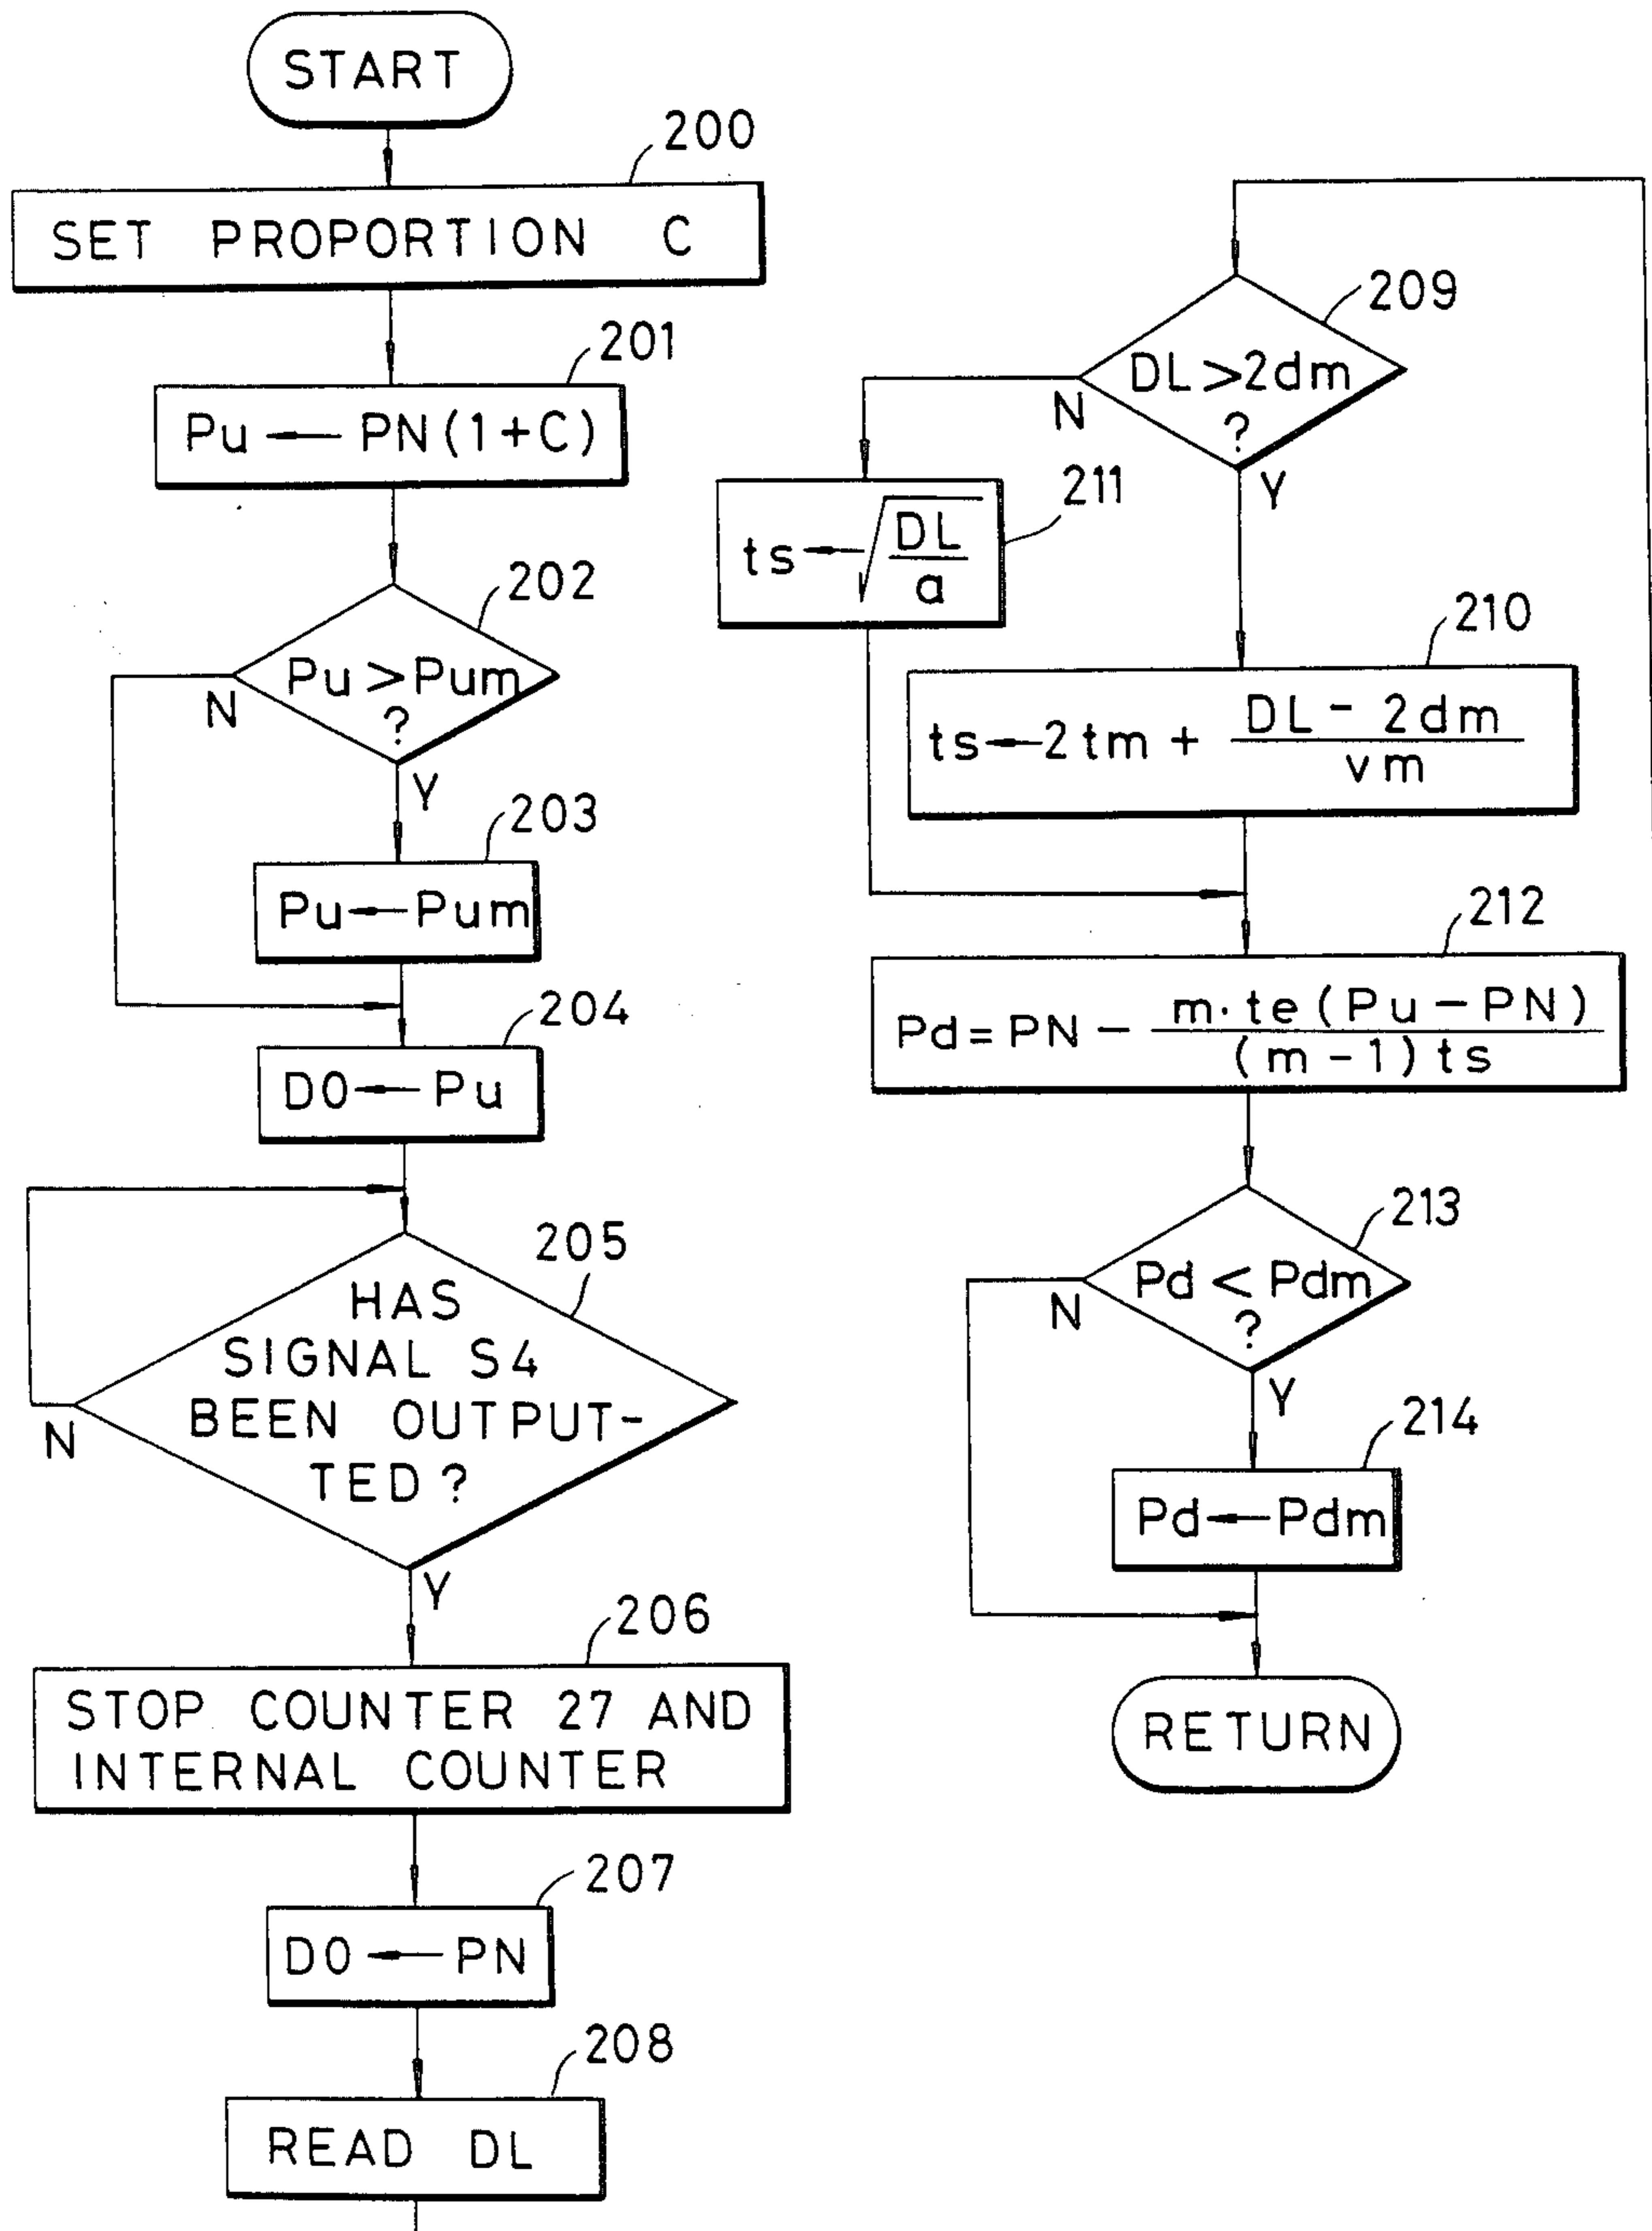 START
200
SET PROPORTION C
201
Pu ← PN(1+C)
202
Pu > Pum
?
N
Y
203
Pu ← Pum
204
D0 ← Pu
205
HAS
SIGNAL S4
BEEN OUTPUT-
TED ?
N
Y
206
STOP COUNTER 27 AND
INTERNAL COUNTER
207
D0 ← PN
208
READ DL
209
DL > 2dm
?
N
Y
211
ts ← √(DL/a)
210
ts ← 2tm + (DL - 2dm)/vm
212
Pd = PN - m·te(Pu - PN)/(m - 1)ts
213
Pd < Pdm
?
N
Y
214
Pd ← Pdm
RETURN